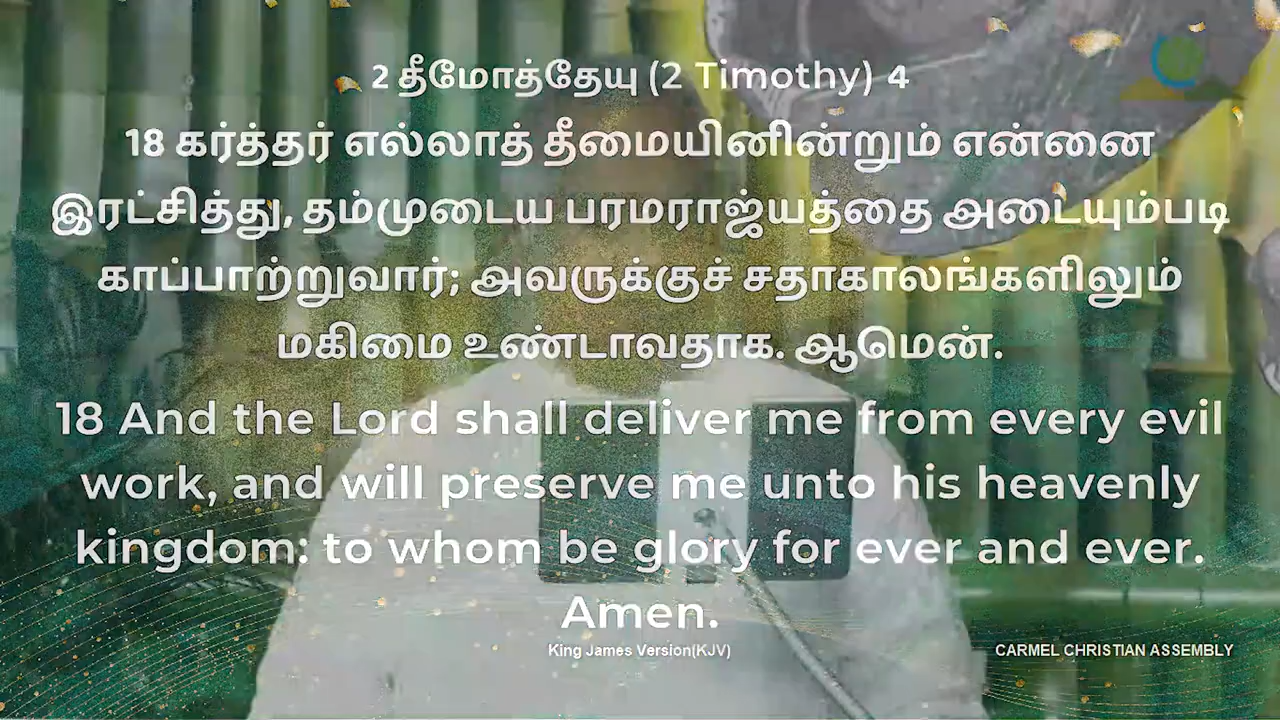 2 தீமோத்தேயு (2 Timothy) 4
18 கர்த்தர் எல்லாத் தீமையினின்றும் என்னை
இரட்சித்து, தம்முடைய பரமராஜ்யத்தை அடையும்படி
காப்பாற்றுவார்; அவருக்குச் சதாகாலங்களிலும்
மகிமை உண்டாவதாக. ஆமென்.
18 And the Lord shall deliver me from every evil
work, and will preserve me unto his heavenly
kingdom: to whom be glory for ever and ever.
Amen.
King James Version(KJV)
CARMEL CHRISTIAN ASSEMBLY